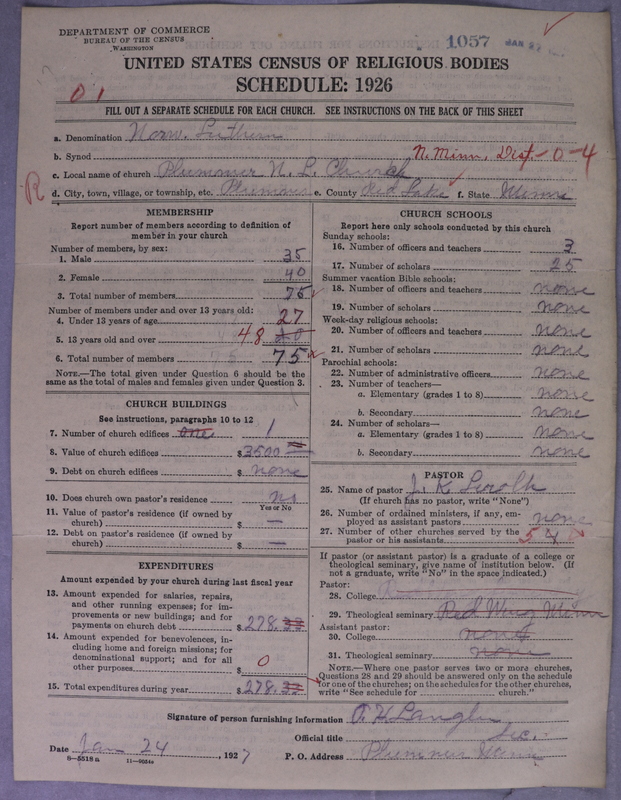 DEPARTMENT OF COMMERCE
BUREAU OF THE CENSUS
WASHINGTON
1057 JAN 27
UNITED STATES CENSUS OF RELIGIOUS BODIES
SCHEDULE: 1926
01
FILL OUT A SEPARATE SCHEDULE FOR EACH CHURCH. SEE INSTRUCTIONS ON THE BACK OF THIS SHEET
a. Denomination Norw. Lutheran
b. Synod N. Minn. Dist-0-4
c. Local name of church Plummer N. L. Church
R
d. City, town, village, or township, etc. Plummer e. County Red Lake f. State Minn
MEMBERSHIP
Report number of members according to definition of
member in your church
Number of members, by sex:
1. Male 35
2. Female 40
3. Total number of members 75
Number of members under and over 13 years old:
4. Under 13 years of age 27
5. 13 years old and over 48
6. Total number of members 75
NOTE.—The total given under Question 6 should be
same as the total of males and females given under Question 3.
CHURCH BUILDINGS
See instructions, paragraphs 10 to 12
7. Number of church edifices one 1
8. Value of church edifices $3500
9. Debt on church edifices $ none
10. Does church own pastor's residence no
Yes or No
11. Value of pastor's residence (if owned by
church) $ —
12. Debt on pastor's residence (if owned by
church) $ —
EXPENDITURES
Amount expended by your church during last fiscal year
13. Amount expended for salaries, repairs,
and other running expenses; for im-
provements or new buildings; and for
payments on church debt $278.33
14. Amount expended for benevolences, in-
cluding home and foreign missions; for
denominational support; and for all
other purposes $ 0
15. Total expenditures during year $278.33
CHURCH SCHOOLS
Report here only schools conducted by this church
Sunday schools:
16. Number of officers and teachers 3
17. Number of scholars 25
Summer vacation Bible schools:
18. Number of officers and teachers none
19. Number of scholars none
Week-day religious schools:
20. Number of officers and teachers none
21. Number of scholars none
Parochial schools:
22. Number of administrative officers none
23. Number of teachers—
a. Elementary (grades 1 to 8) none
b. Secondary none
24. Number of scholars—
a. Elementary (grades 1 to 8) none
b. Secondary none
PASTOR
25. Name of pastor J. K.
(If church has no pastor, write "None")
26. Number of ordained ministers, if any, em-
ployed as assistant pastors none
27. Number of other churches served by the
pastor or his assistants 5
If pastor (or assistant pastor) is a graduate of a college or
theological seminary, give name of institution below. (If
not a graduate, write "No" in the space indicated.)
Pastor:
28. College
29. Theological seminary Red Wing Minn
Assistant pastor:
30. College none
31. Theological seminary none
NOTE.—Where one pastor serves two or more churches,
Questions 28 and 29 should be answered only on the schedule
for one of the churches; on the schedules for the other churches,
write "See schedule for church."
Signature of person furnishing information O. H. Langlie
Official title Sec.
Date Jan 24, 1927 P. O. Address Plummer Minn
8—5518a 11—9054a